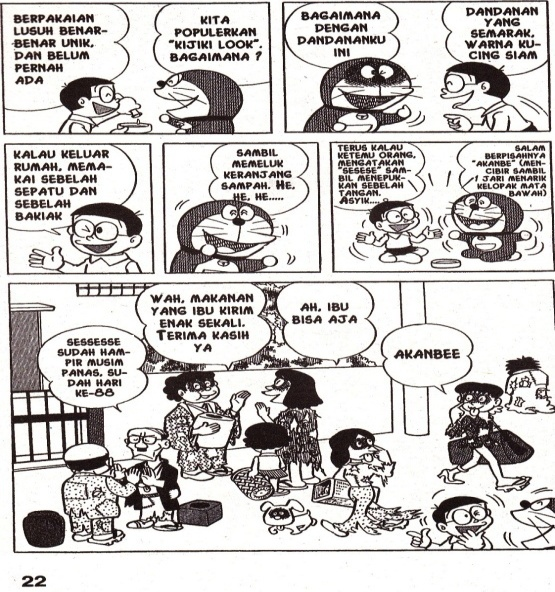 BERPAKAIAN
LUSUH BENAR-
BENAR UNIK,
DAN BELUM
PERNAH
ADA
KITA
POPULERKAN
"KIJIKI LOOK".
BAGAIMANA ?
BAGAIMANA
DENGAN
DANDANANKU
INI
DANDANAN
YANG
SEMARAK,
WARNA KU-
CING SIAM
KALAU KELUAR
RUMAH, MEMA-
KAI SEBELAH
SEPATU DAN
SEBELAH
BAKIAK
SAMBIL
MEMELUK
KERANJANG
SAMPAH. HE,
HE, HE.....
TERUS KALAU
KETEMU ORANG,
MENGATAKAN
"SESESE" SAM-
BIL MENEPUK-
KAN SEBELAH
TANGAN.
ASYIK....
SALAM
BERPISAHNYA
"AKANBE" (MEN-
CIBIR SAMBIL
JARI MENARIK
KELOPAK MATA
BAWAH)
SESSESSE
SUDAH HAM-
PIR MUSIM
PANAS, SU-
DAH HARI
KE-88
WAH, MAKANAN
YANG IBU KIRIM
ENAK SEKALI.
TERIMA KASIH
YA
AH, IBU
BISA AJA
AKANBEE
22